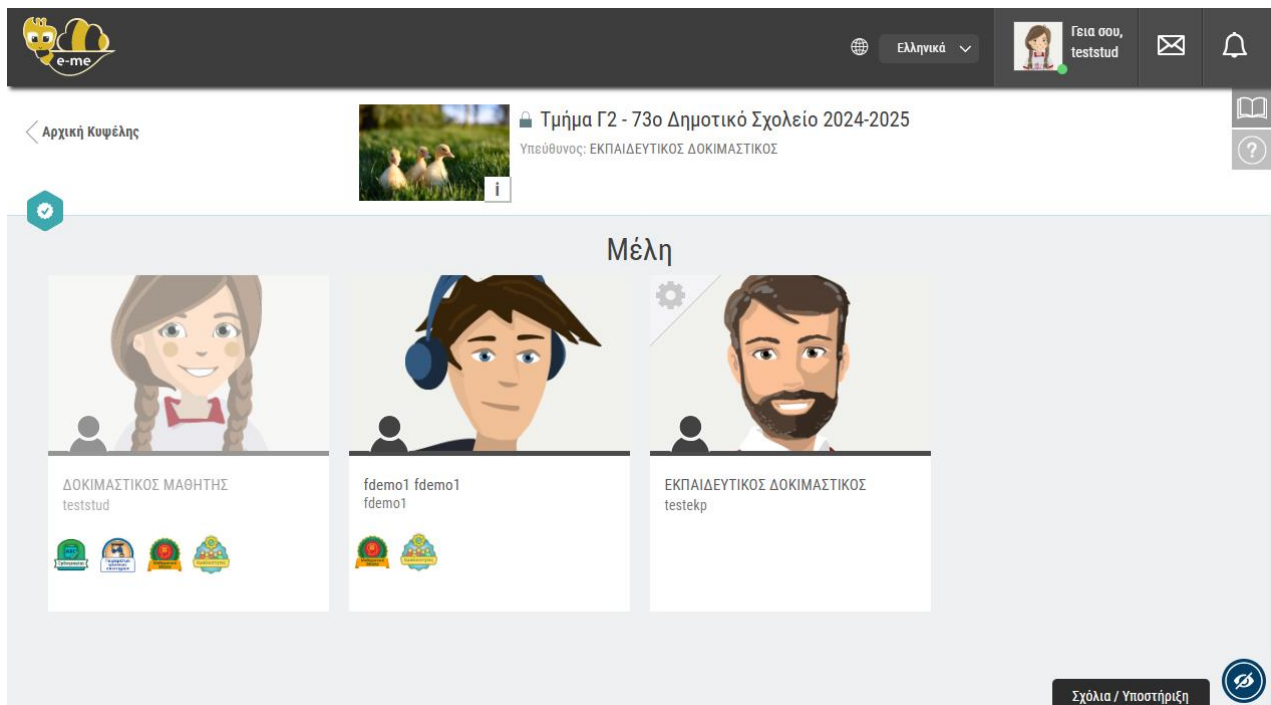 e-me
Ελληνικά
Γεια σου,
teststud
Αρχική Κυψέλης
Τμήμα Γ2 - 73ο Δημοτικό Σχολείο 2024-2025
Υπεύθυνος: ΕΚΠΑΙΔΕΥΤΙΚΟΣ ΔΟΚΙΜΑΣΤΙΚΟΣ
i
?
Μέλη
ΔΟΚΙΜΑΣΤΙΚΟΣ ΜΑΘΗΤΗΣ
teststud
fdemo1 fdemo1
fdemo1
ΕΚΠΑΙΔΕΥΤΙΚΟΣ ΔΟΚΙΜΑΣΤΙΚΟΣ
testekp
Σχόλια / Υποστήριξη